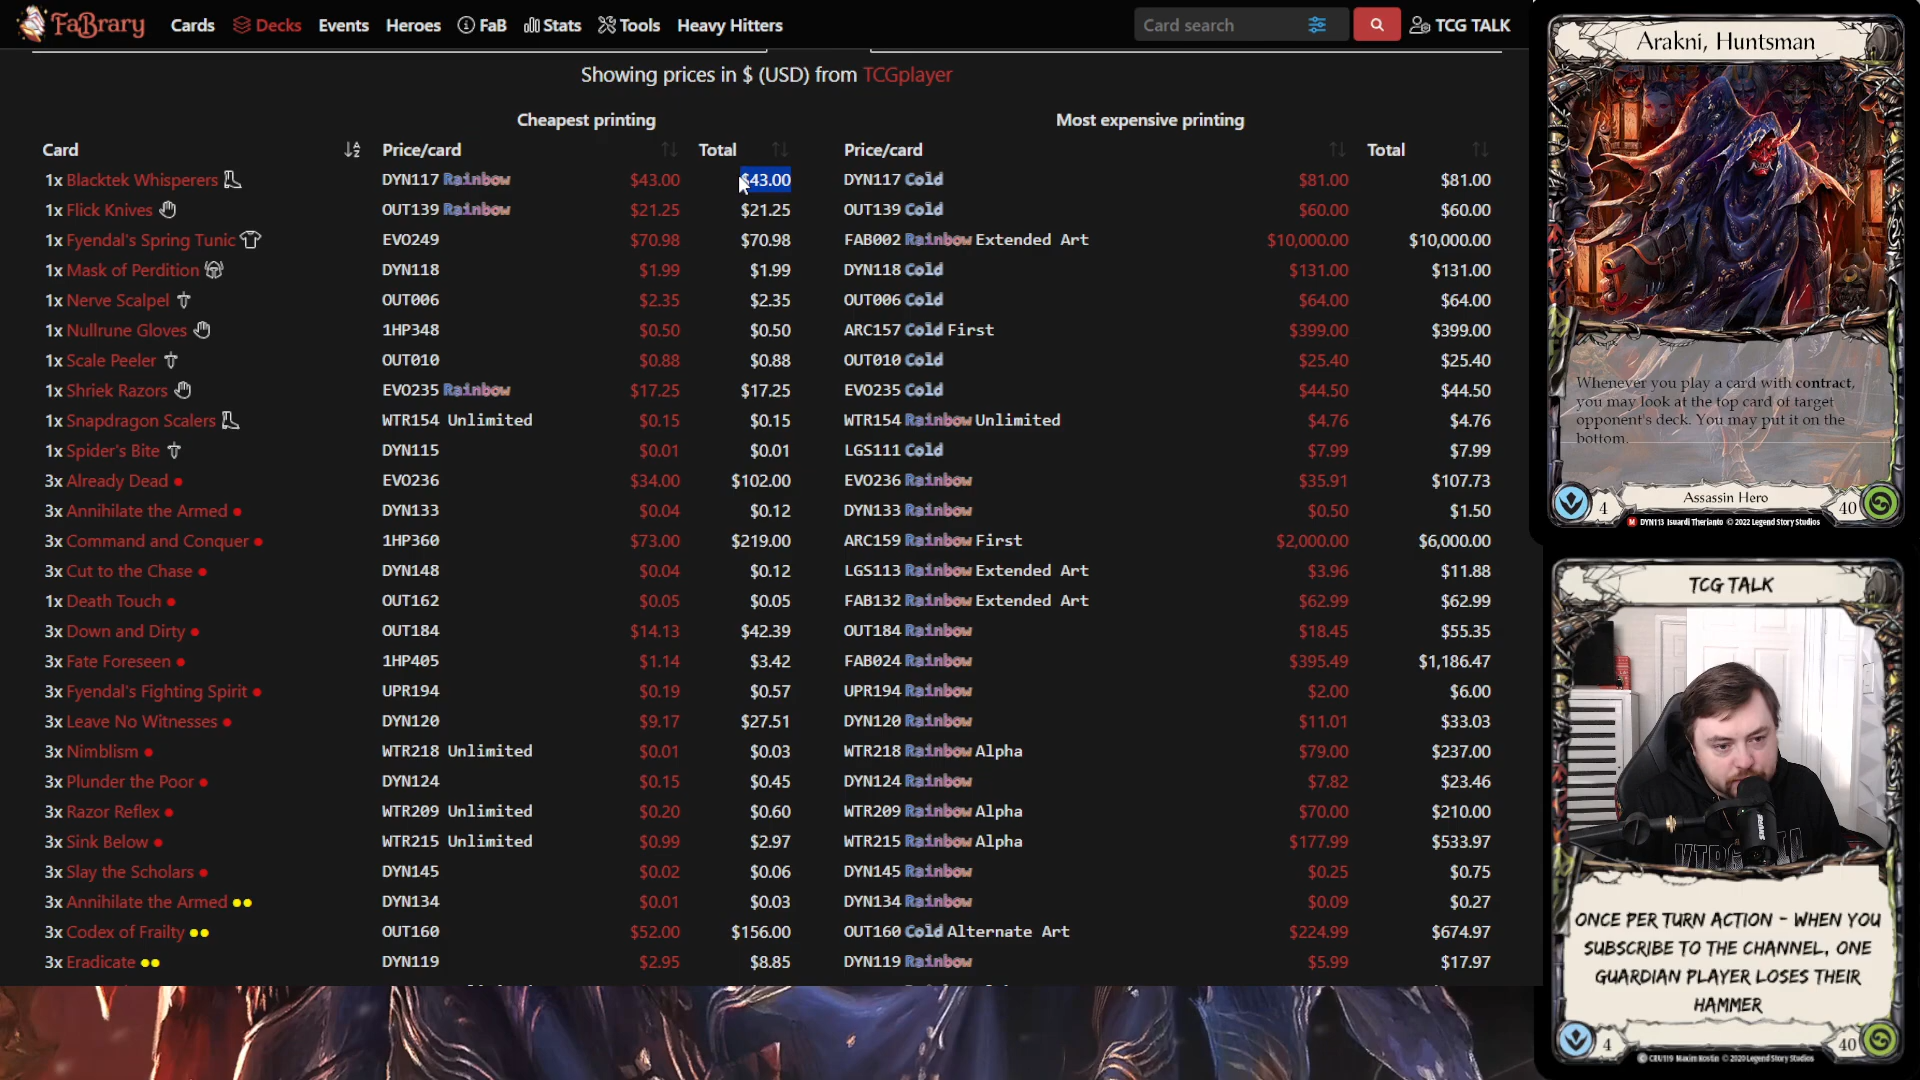 FaBrary Cards Decks Events Heroes FaB Stats Tools Heavy Hitters Card search TCG TALK
Showing prices in $ (USD) from TCGplayer
Cheapest printing Most expensive printing
Card Price/card Total Price/card Total
1x Blacktek Whisperers DYN117 Rainbow $43.00 $43.00 DYN117 Cold $81.00 $81.00
1x Flick Knives OUT139 Rainbow $21.25 $21.25 OUT139 Cold $60.00 $60.00
1x Fyendal's Spring Tunic EVO249 $70.98 $70.98 FAB002 Rainbow Extended Art $10,000.00 $10,000.00
1x Mask of Perdition DYN118 $1.99 $1.99 DYN118 Cold $131.00 $131.00
1x Nerve Scalpel OUT006 $2.35 $2.35 OUT006 Cold $64.00 $64.00
1x Nullrune Gloves 1HP348 $0.50 $0.50 ARC157 Cold First $399.00 $399.00
1x Scale Peeler OUT010 $0.88 $0.88 OUT010 Cold $25.40 $25.40
1x Shriek Razors EVO235 Rainbow $17.25 $17.25 EVO235 Cold $44.50 $44.50
1x Snapdragon Scalers WTR154 Unlimited $0.15 $0.15 WTR154 Rainbow Unlimited $4.76 $4.76
1x Spider's Bite DYN115 $0.01 $0.01 LGS111 Cold $7.99 $7.99
3x Already Dead EVO236 $34.00 $102.00 EVO236 Rainbow $35.91 $107.73
3x Annihilate the Armed DYN133 $0.04 $0.12 DYN133 Rainbow $0.50 $1.50
3x Command and Conquer 1HP360 $73.00 $219.00 ARC159 Rainbow First $2,000.00 $6,000.00
3x Cut to the Chase DYN148 $0.04 $0.12 LGS113 Rainbow Extended Art $3.96 $11.88
1x Death Touch OUT162 $0.05 $0.05 FAB132 Rainbow Extended Art $62.99 $62.99
3x Down and Dirty OUT184 $14.13 $42.39 OUT184 Rainbow $18.45 $55.35
3x Fate Foreseen 1HP405 $1.14 $3.42 FAB024 Rainbow $395.49 $1,186.47
3x Fyendal's Fighting Spirit UPR194 $0.19 $0.57 UPR194 Rainbow $2.00 $6.00
3x Leave No Witnesses DYN120 $9.17 $27.51 DYN120 Rainbow $11.01 $33.03
3x Nimblism WTR218 Unlimited $0.01 $0.03 WTR218 Rainbow Alpha $79.00 $237.00
3x Plunder the Poor DYN124 $0.15 $0.45 DYN124 Rainbow $7.82 $23.46
3x Razor Reflex WTR209 Unlimited $0.20 $0.60 WTR209 Rainbow Alpha $70.00 $210.00
3x Sink Below WTR215 Unlimited $0.99 $2.97 WTR215 Rainbow Alpha $177.99 $533.97
3x Slay the Scholars DYN145 $0.02 $0.06 DYN145 Rainbow $0.25 $0.75
3x Annihilate the Armed DYN134 $0.01 $0.03 DYN134 Rainbow $0.09 $0.27
3x Codex of Frailty OUT160 $52.00 $156.00 OUT160 Cold Alternate Art $224.99 $674.97
3x Eradicate DYN119 $2.95 $8.85 DYN119 Rainbow $5.99 $17.97
Arakni, Huntsman
Whenever you play a card with contract,
you may look at the top card of target
opponent's deck. You may put it on the
bottom.
4 Assassin Hero 40
M DYN113 Isuardi Therianto © 2022 Legend Story Studios
TCG TALK
ONCE PER TURN ACTION - WHEN YOU
SUBSCRIBE TO THE CHANNEL, ONE
GUARDIAN PLAYER LOSES THEIR
HAMMER
4 40
C CRU119 Maxim Kostin © 2020 Legend Story Studios